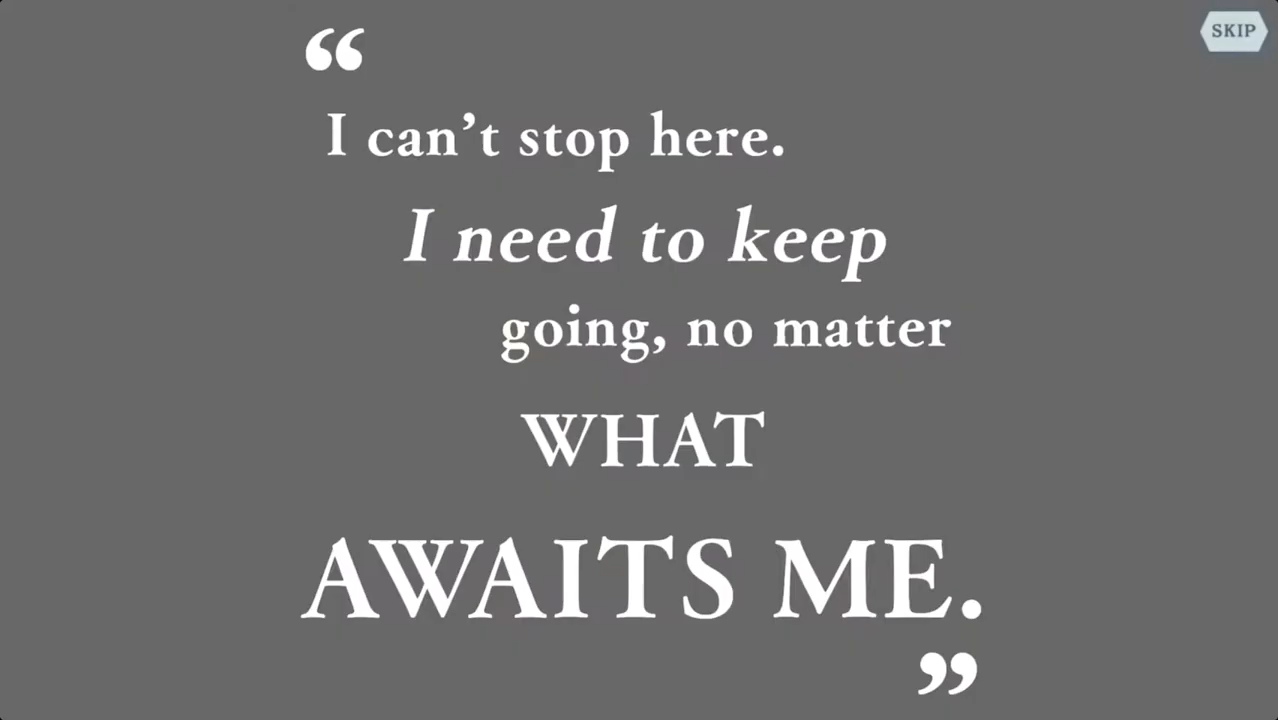 SKIP
“
I can’t stop here.
I need to keep
going, no matter
WHAT
AWAITS ME.
”